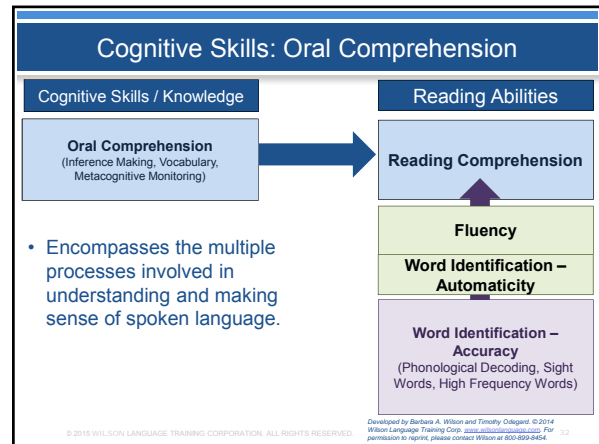 Cognitive Skills: Oral Comprehension
Cognitive Skills / Knowledge
Reading Abilities
Oral Comprehension
(Inference Making, Vocabulary,
Metacognitive Monitoring)
Reading Comprehension
• Encompasses the multiple
processes involved in
understanding and making
sense of spoken language.
Fluency
Word Identification –
Automaticity
Word Identification –
Accuracy
(Phonological Decoding, Sight
Words, High Frequency Words)
© 2015 WILSON LANGUAGE TRAINING CORPORATION. ALL RIGHTS RESERVED.
Developed by Barbara A. Wilson and Timothy Odegard. ©2014
Wilson Language Training Corp. www.wilsonlanguage.com. For
permission to reprint, please contact Wilson at 800-899-8454.
32